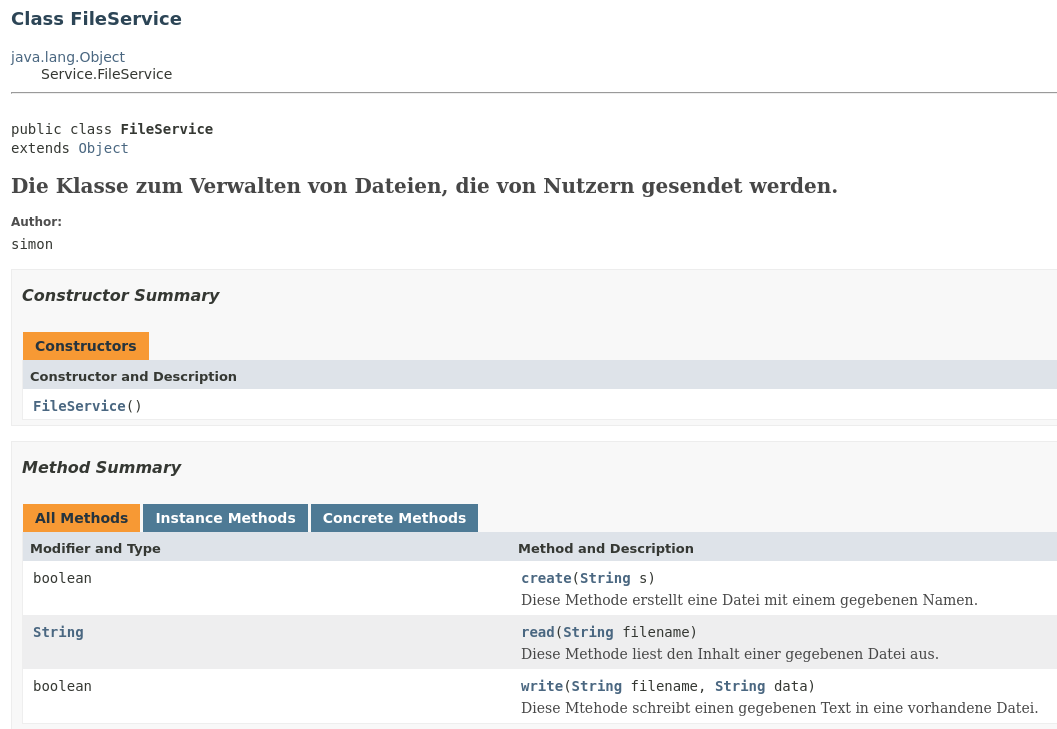 Class FileService
java.lang.Object
Service.FileService
public class FileService
extends Object
Die Klasse zum Verwalten von Dateien, die von Nutzern gesendet werden.
Author:
simon
Constructor Summary
Constructors
Constructor and Description
FileService()
Method Summary
All Methods Instance Methods Concrete Methods
Modifier and Type Method and Description
boolean create(String s)
Diese Methode erstellt eine Datei mit einem gegebenen Namen.
String read(String filename)
Diese Methode liest den Inhalt einer gegebenen Datei aus.
boolean write(String filename, String data)
Diese Mtehode schreibt einen gegebenen Text in eine vorhandene Datei.